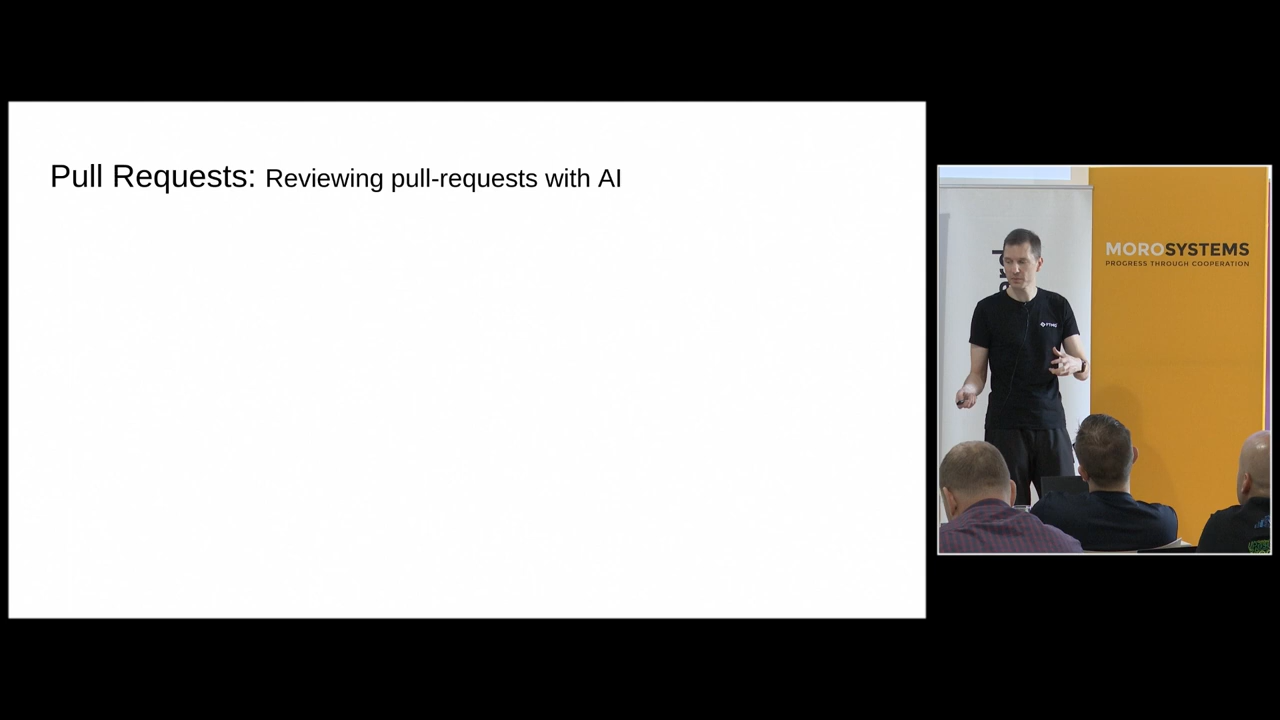 Pull Requests: Reviewing pull-requests with AI
MOROSYSTEMS
PROGRESS THROUGH COOPERATION